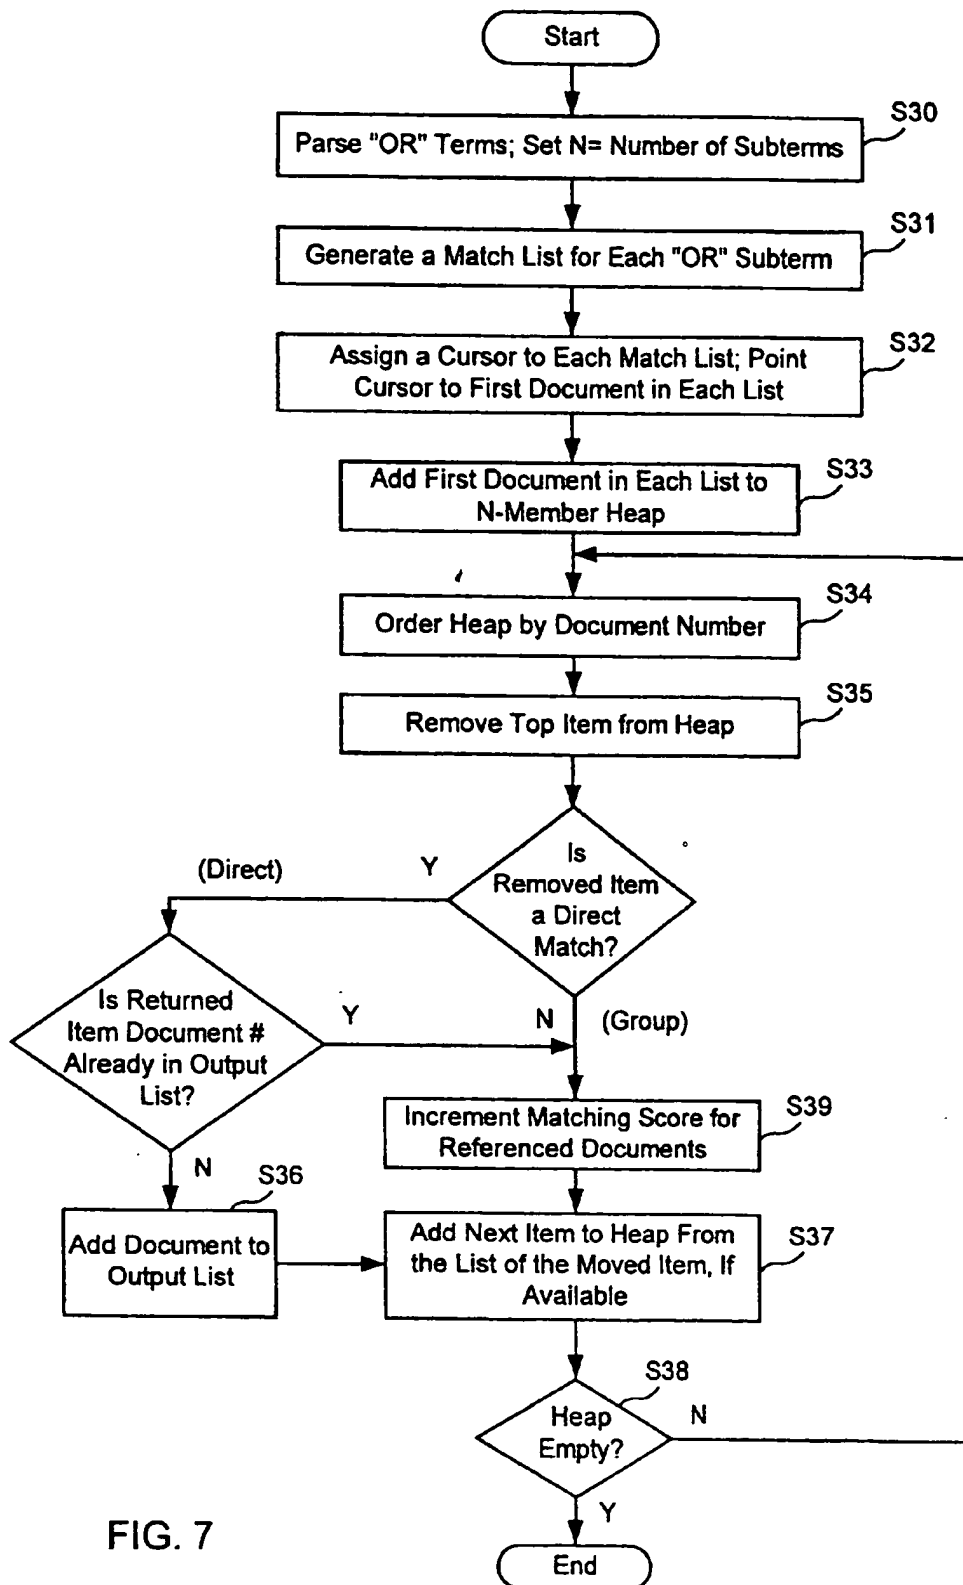 Start
S30
Parse "OR" Terms; Set N= Number of Subterms
S31
Generate a Match List for Each "OR" Subterm
S32
Assign a Cursor to Each Match List; Point
Cursor to First Document in Each List
S33
Add First Document in Each List to
N-Member Heap
S34
Order Heap by Document Number
S35
Remove Top Item from Heap
Is
Removed Item
a Direct
Match?
Y
(Direct)
Is Returned
Item Document #
Already in Output
List?
Y
N
(Group)
S39
Increment Matching Score for
Referenced Documents
N
S36
Add Document to
Output List
S37
Add Next Item to Heap From
the List of the Moved Item, If
Available
S38
Heap
Empty?
N
Y
End
FIG. 7